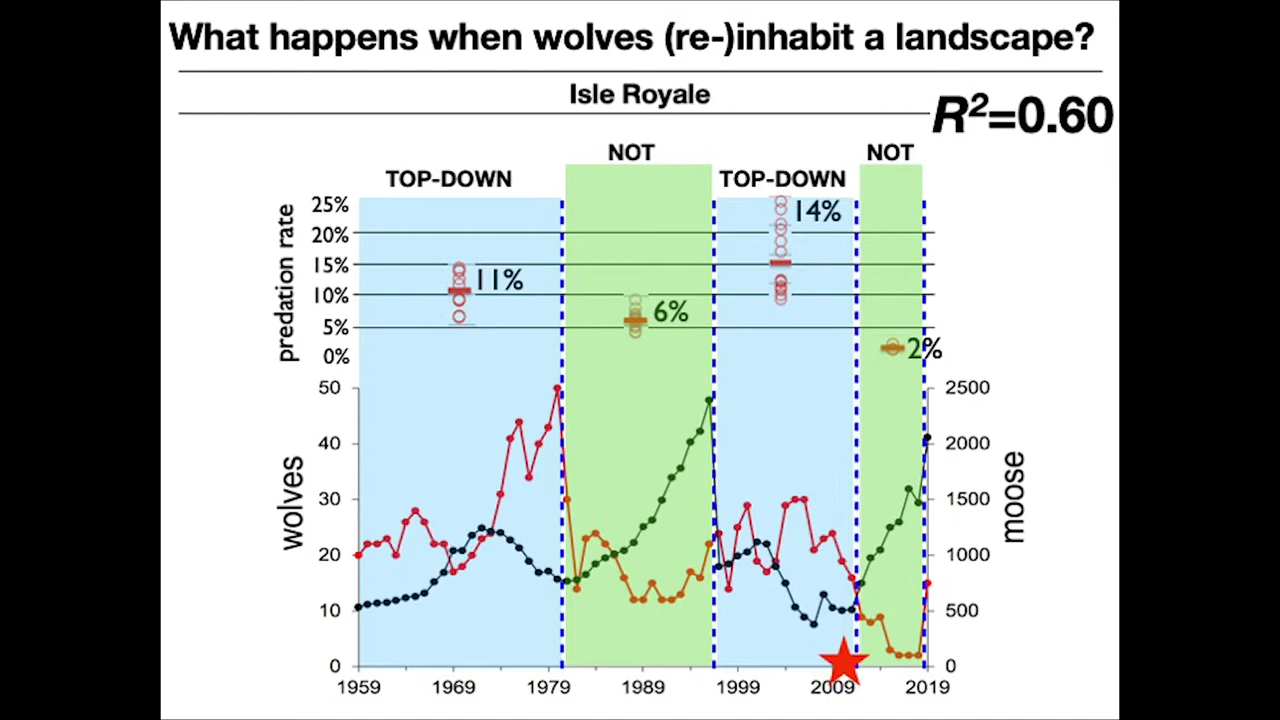 What happens when wolves (re-)inhabit a landscape?
Isle Royale
R²=0.60
NOT
NOT
TOP-DOWN
TOP-DOWN
predation rate
25%
20%
15%
10%
5%
0%
11%
6%
14%
2%
wolves
50
40
30
20
10
0
2500
2000
1500
1000
500
0
moose
1959
1969
1979
1989
1999
2009
2019